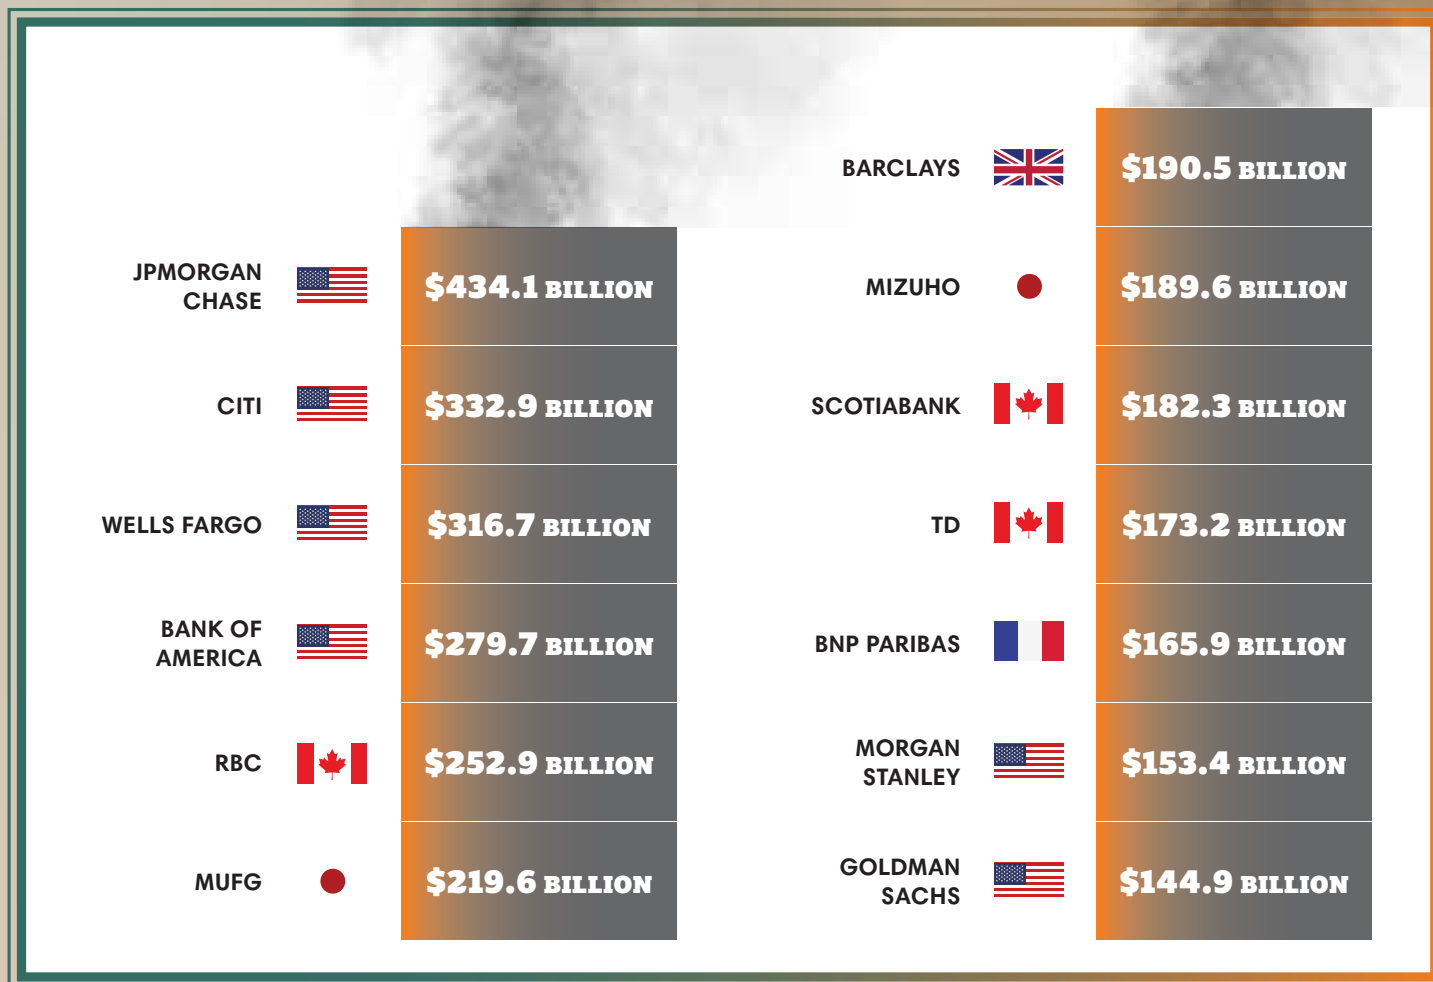 JPMORGAN
CHASE
$434.1 BILLION
CITI
$332.9 BILLION
WELLS FARGO
$316.7 BILLION
BANK OF
AMERICA
$279.7 BILLION
RBC
$252.9 BILLION
MUFG
$219.6 BILLION
BARCLAYS
$190.5 BILLION
MIZUHO
$189.6 BILLION
SCOTIABANK
$182.3 BILLION
TD
$173.2 BILLION
BNP PARIBAS
$165.9 BILLION
MORGAN
STANLEY
$153.4 BILLION
GOLDMAN
SACHS
$144.9 BILLION